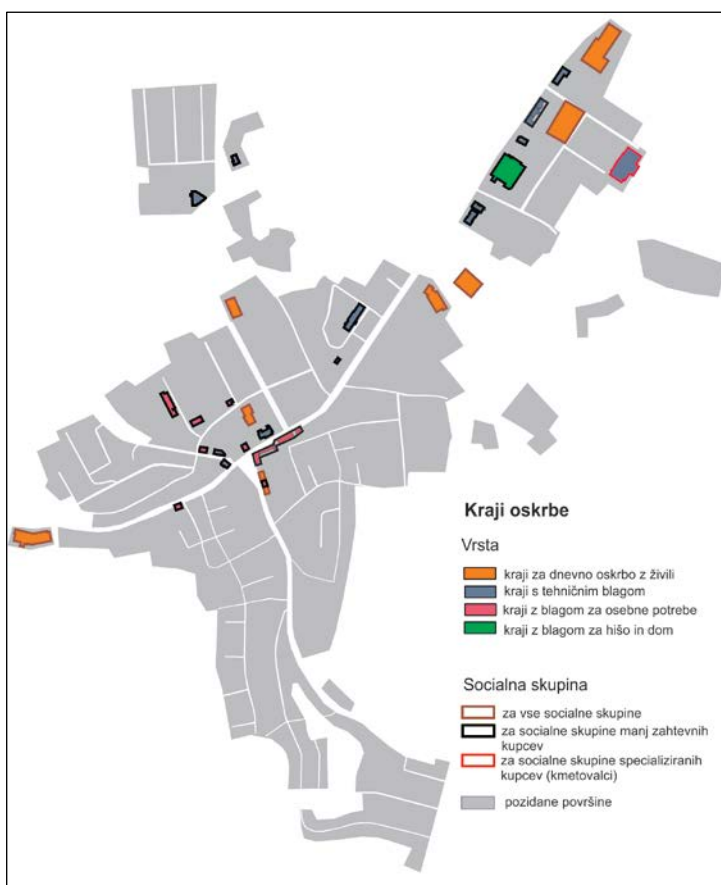 Kraji oskrbe
Vrsta
kraji za dnevno oskrbo z živili
kraji s tehničnim blagom
kraji z blagom za osebne potrebe
kraji z blagom za hišo in dom
Socialna skupina
za vse socialne skupine
za socialne skupine manj zahtevnih
kupcev
za socialne skupine specializiranih
kupcev (kmetovalci)
pozidane površine